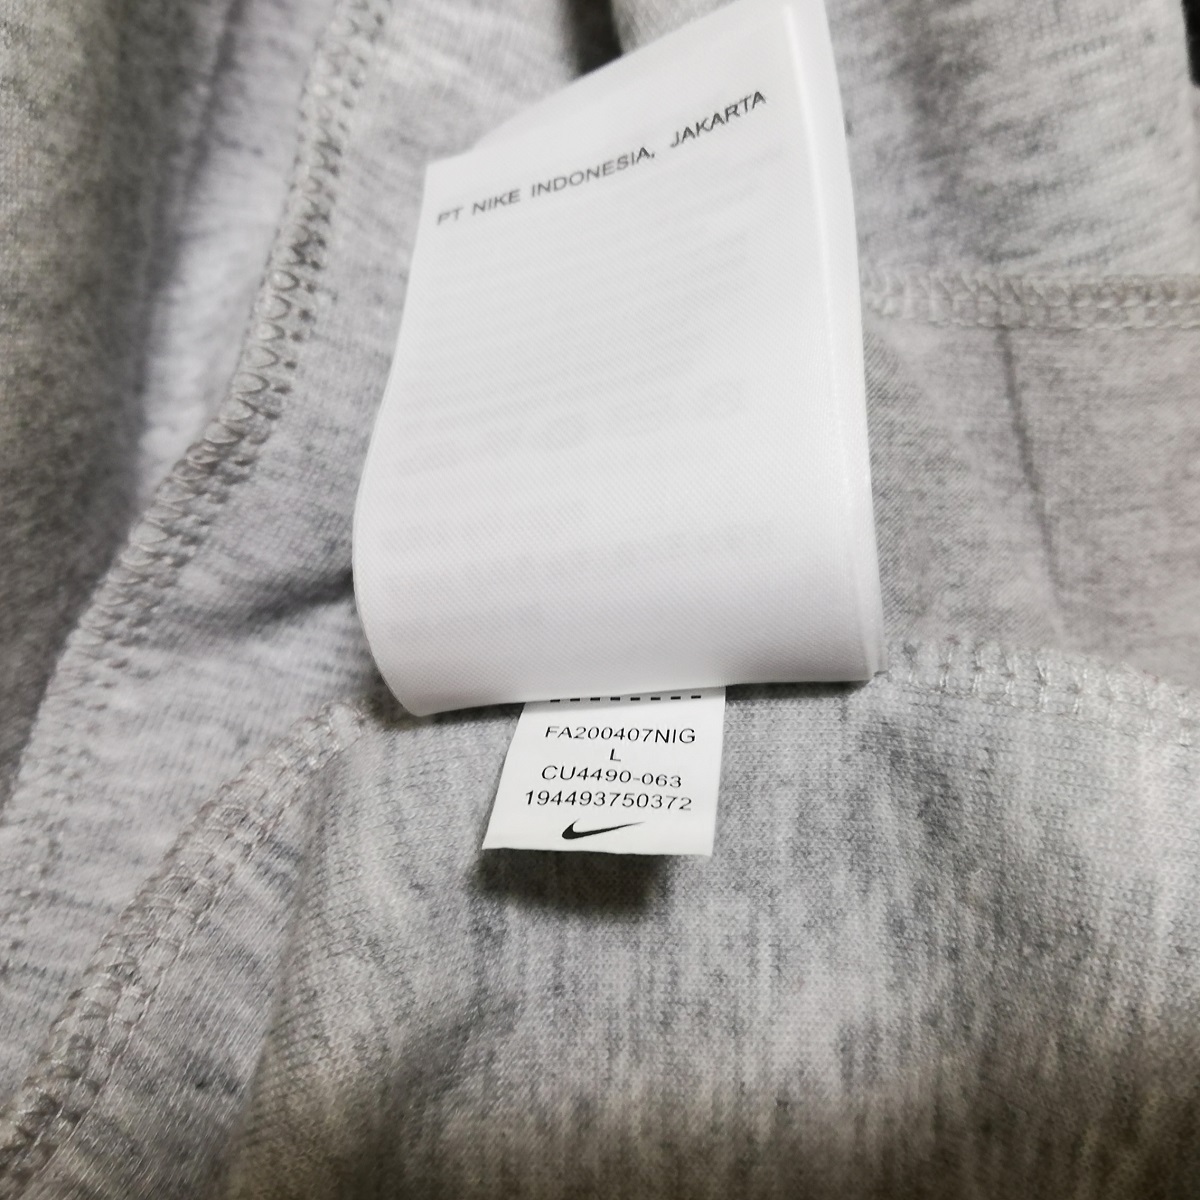 PT NIKE INDONESIA, JAKARTA
FA200407NIG
L
CU4490-063
194493750372